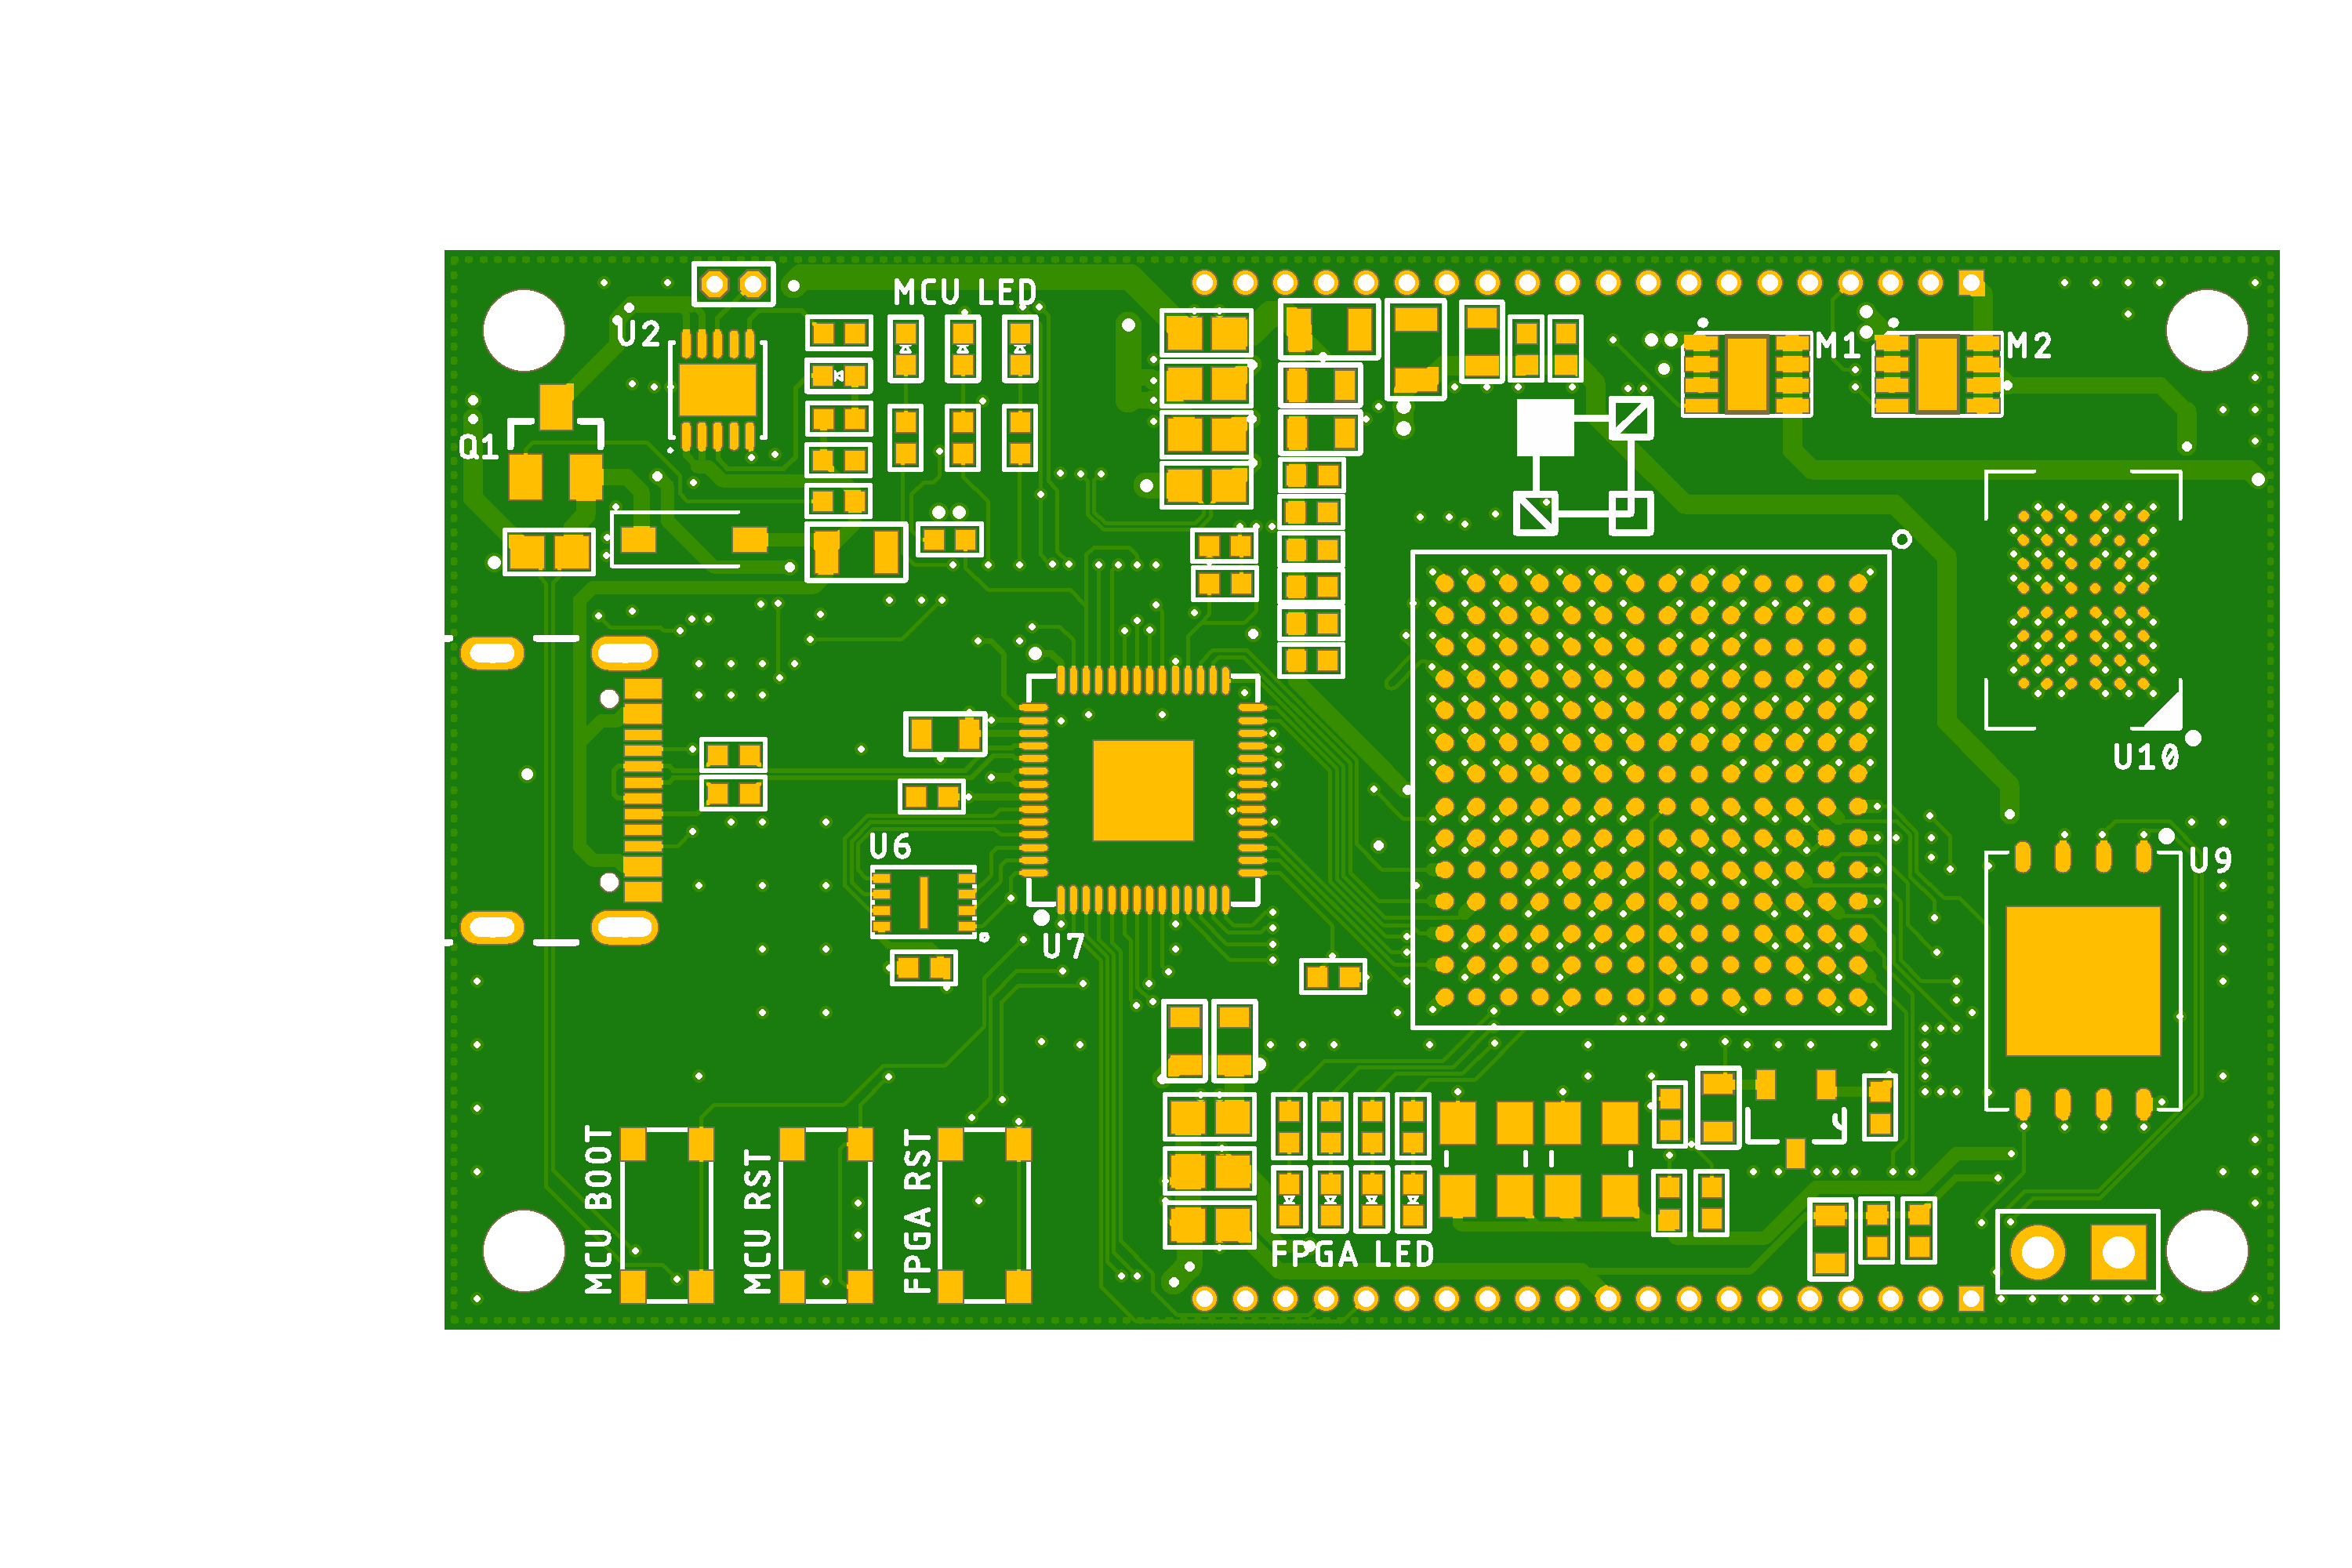 MCU LED
U2
M1
M2
Q1
U10
U6
U9
U7
MCU BOOT
MCU RST
FPGA RST
FPGA LED